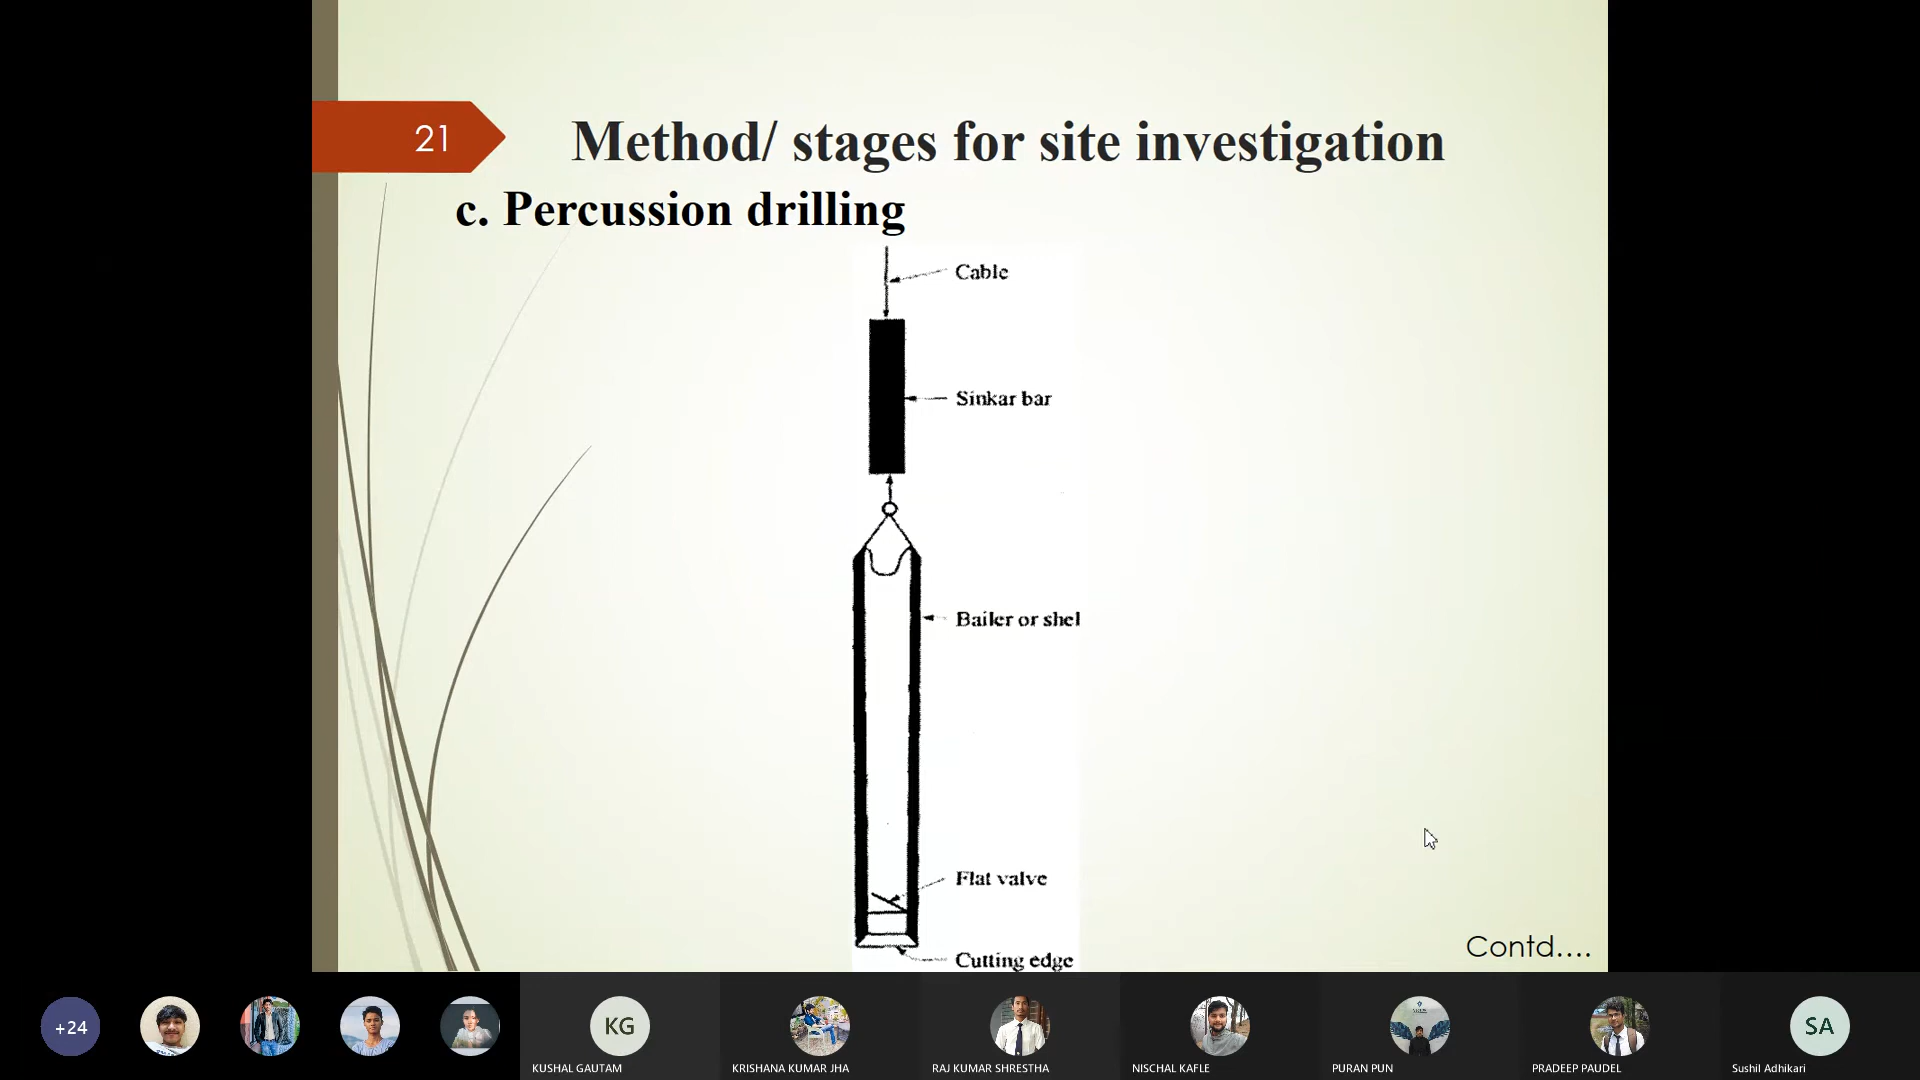 21
Method/ stages for site investigation
c. Percussion drilling
Cable
Sinkar bar
Bailer or shel
Flat valve
Cutting edge
Contd....
+24
KG
SA
KUSHAL GAUTAM
KRISHANA KUMAR JHA
RAJ KUMAR SHRESTHA
NISCHAL KAFLE
PURAN PUN
PRADEEP PAUDEL
Sushil Adhikari